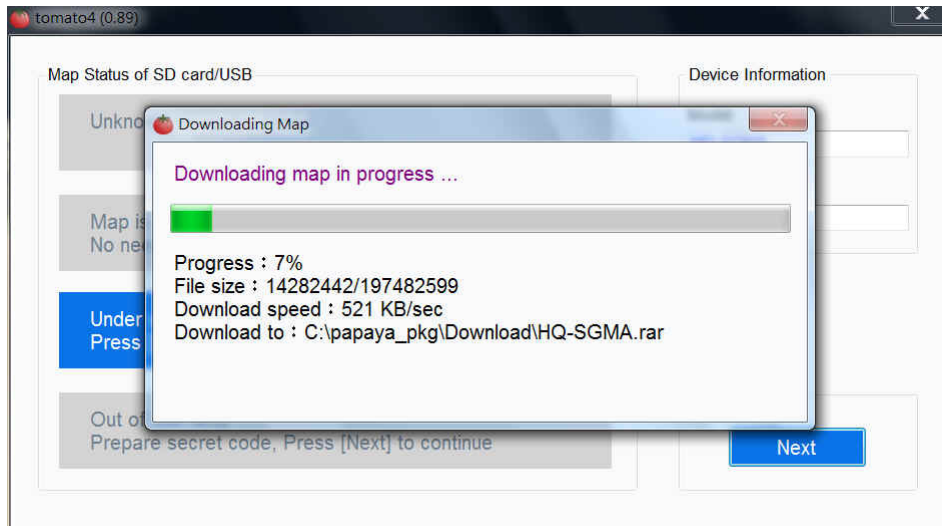 tomato4 (0.89)
X
Map Status of SD card/USB
Device Information
Unkno
Downloading Map
X
Downloading map in progress ...
Map is
No nee
Progress：7%
File size：14282442/197482599
Download speed：521 KB/sec
Download to：C:\papaya_pkg\Download\HQ-SGMA.rar
Under
Press
Out of
Prepare secret code, Press [Next] to continue
Next